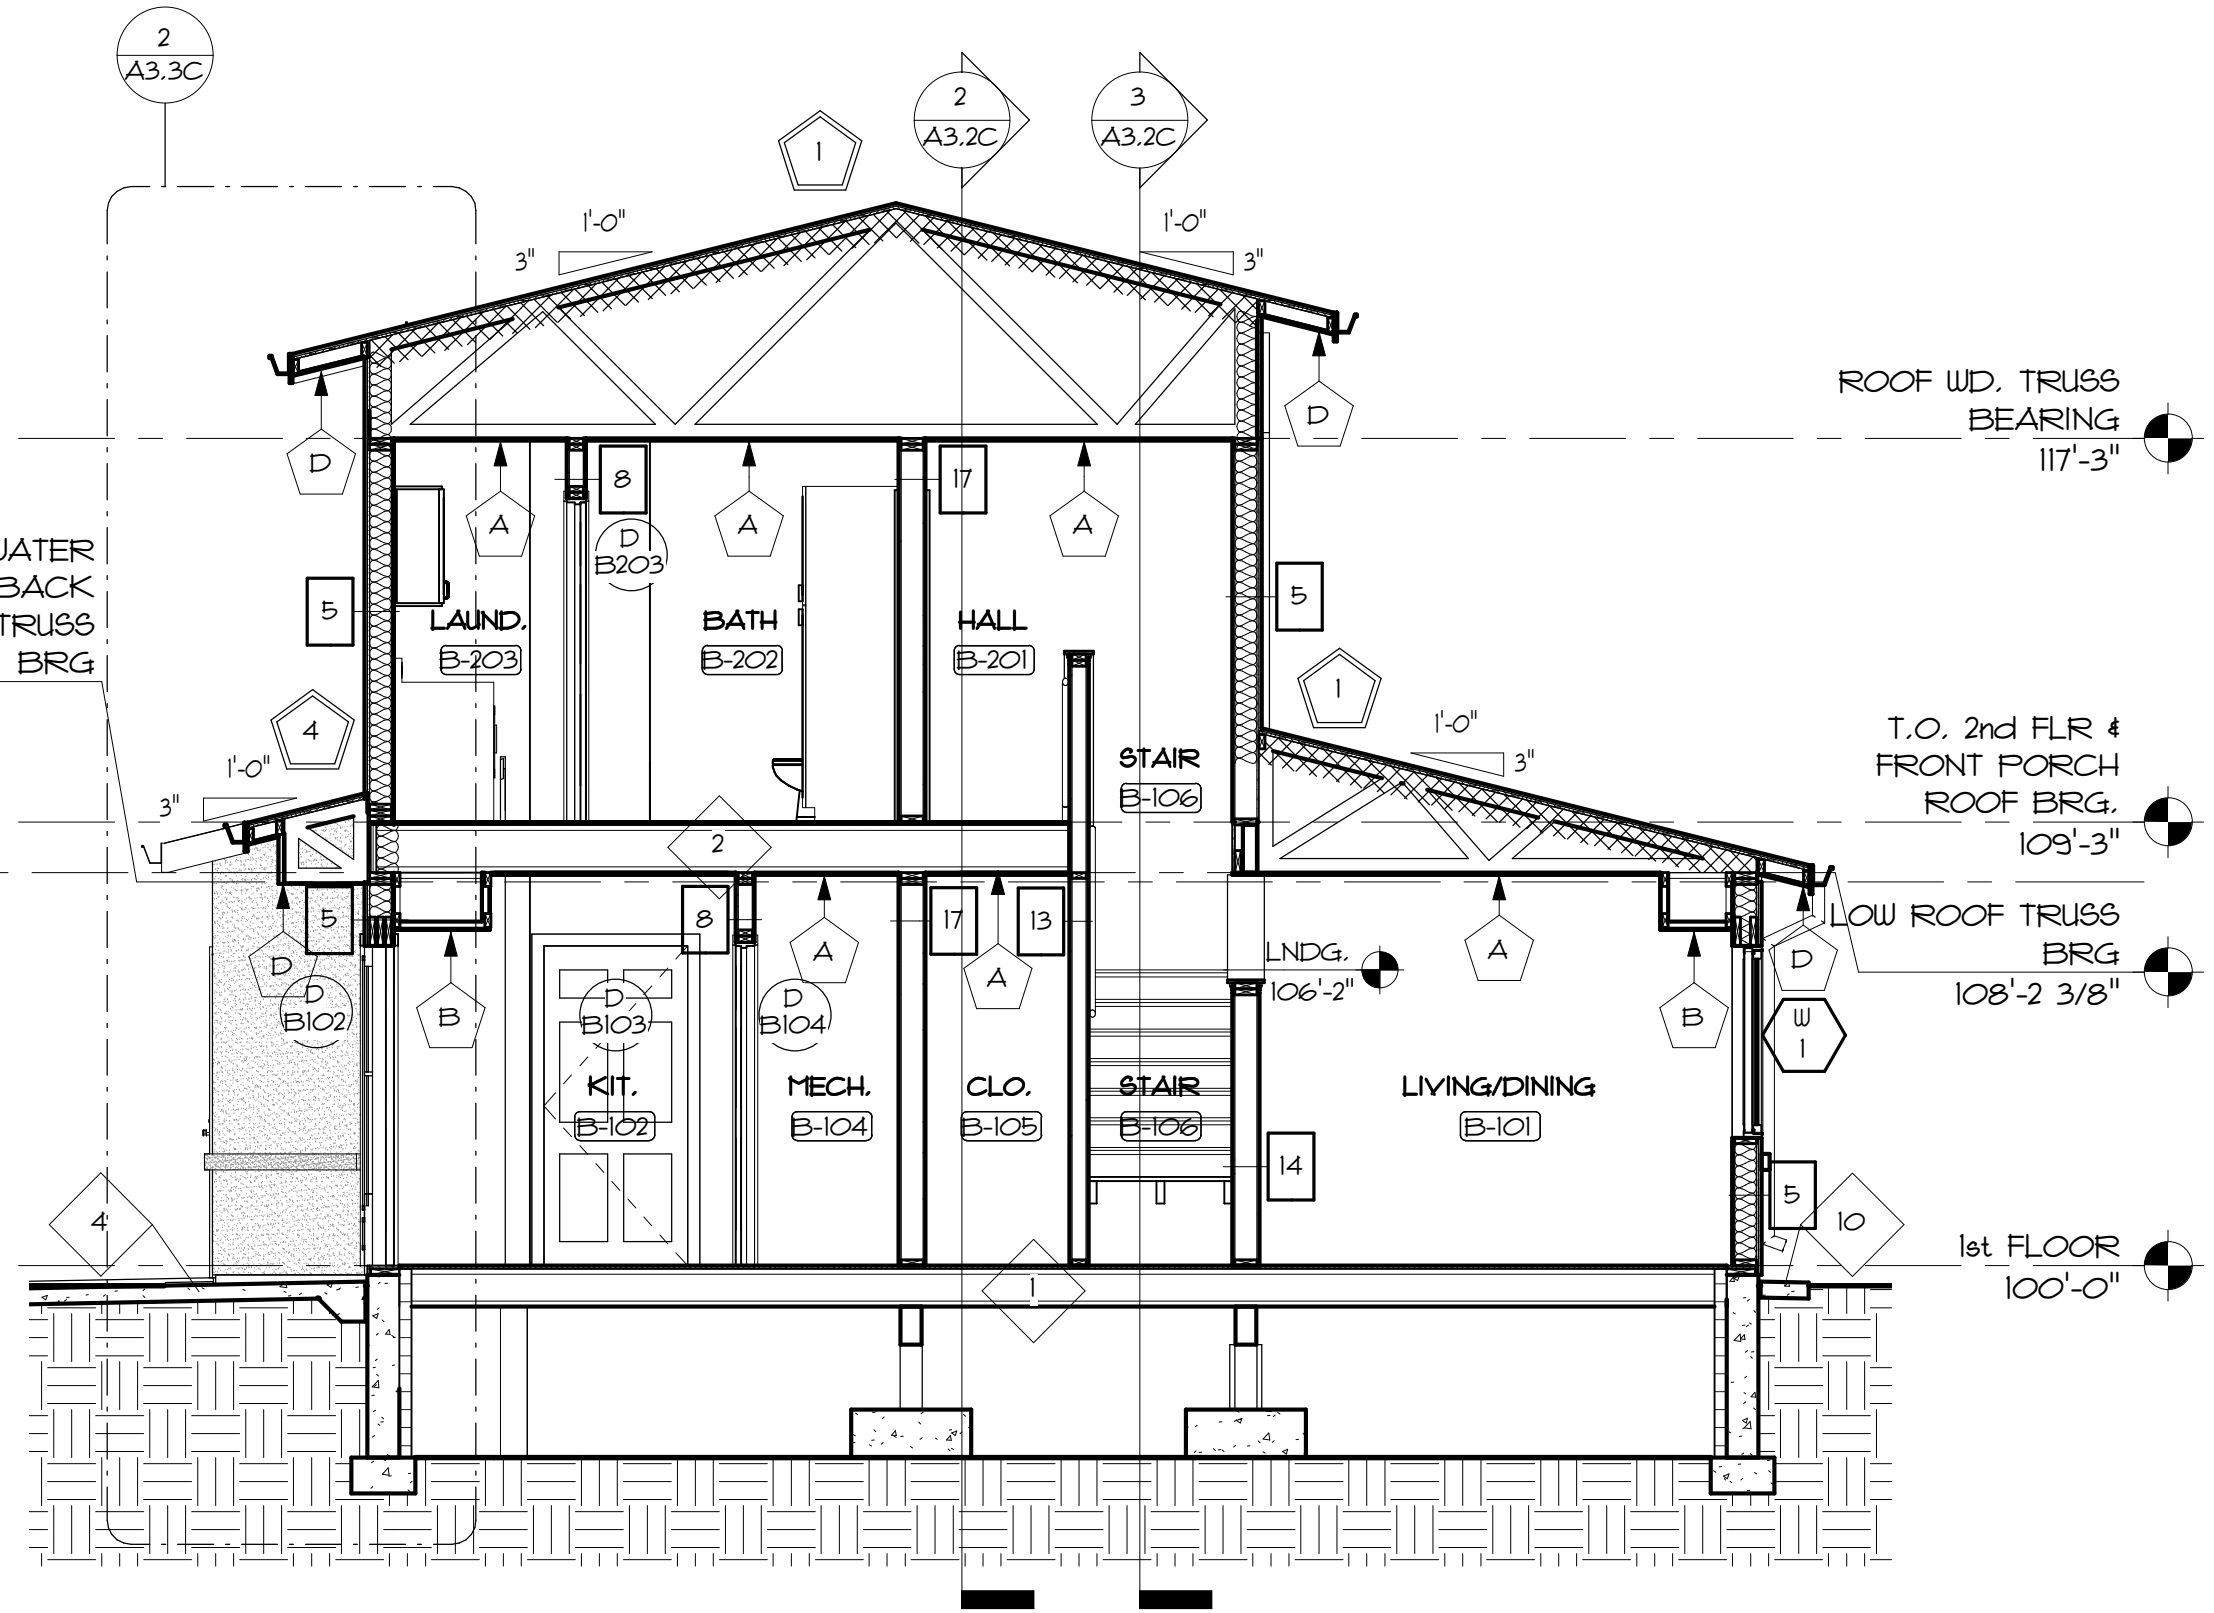 2
A3.3C
2
A3.2C
3
A3.2C
1
1'-0"
3"
1'-0"
3"
ROOF WD. TRUSS
BEARING
117'-3"
D
D
8
17
A
A
A
D
B203
BACK
TRUSS
BRG
5
5
LAUND.
B-203
BATH
B-202
HALL
B-201
4
1
1'-0"
3"
1'-0"
3"
STAIR
B-106
T.O. 2nd FLR &
FRONT PORCH
ROOF BRG.
109'-3"
2
5
8
17
13
D
A
A
A
D
LOW ROOF TRUSS
BRG
108'-2 3/8"
LNDG.
106'-2"
D
B102
B
D
B103
D
B104
B
W
1
KIT.
B-102
MECH.
B-104
CLO.
B-105
STAIR
B-106
LIVING/DINING
B-101
14
5
4
10
1st FLOOR
100'-0"
1